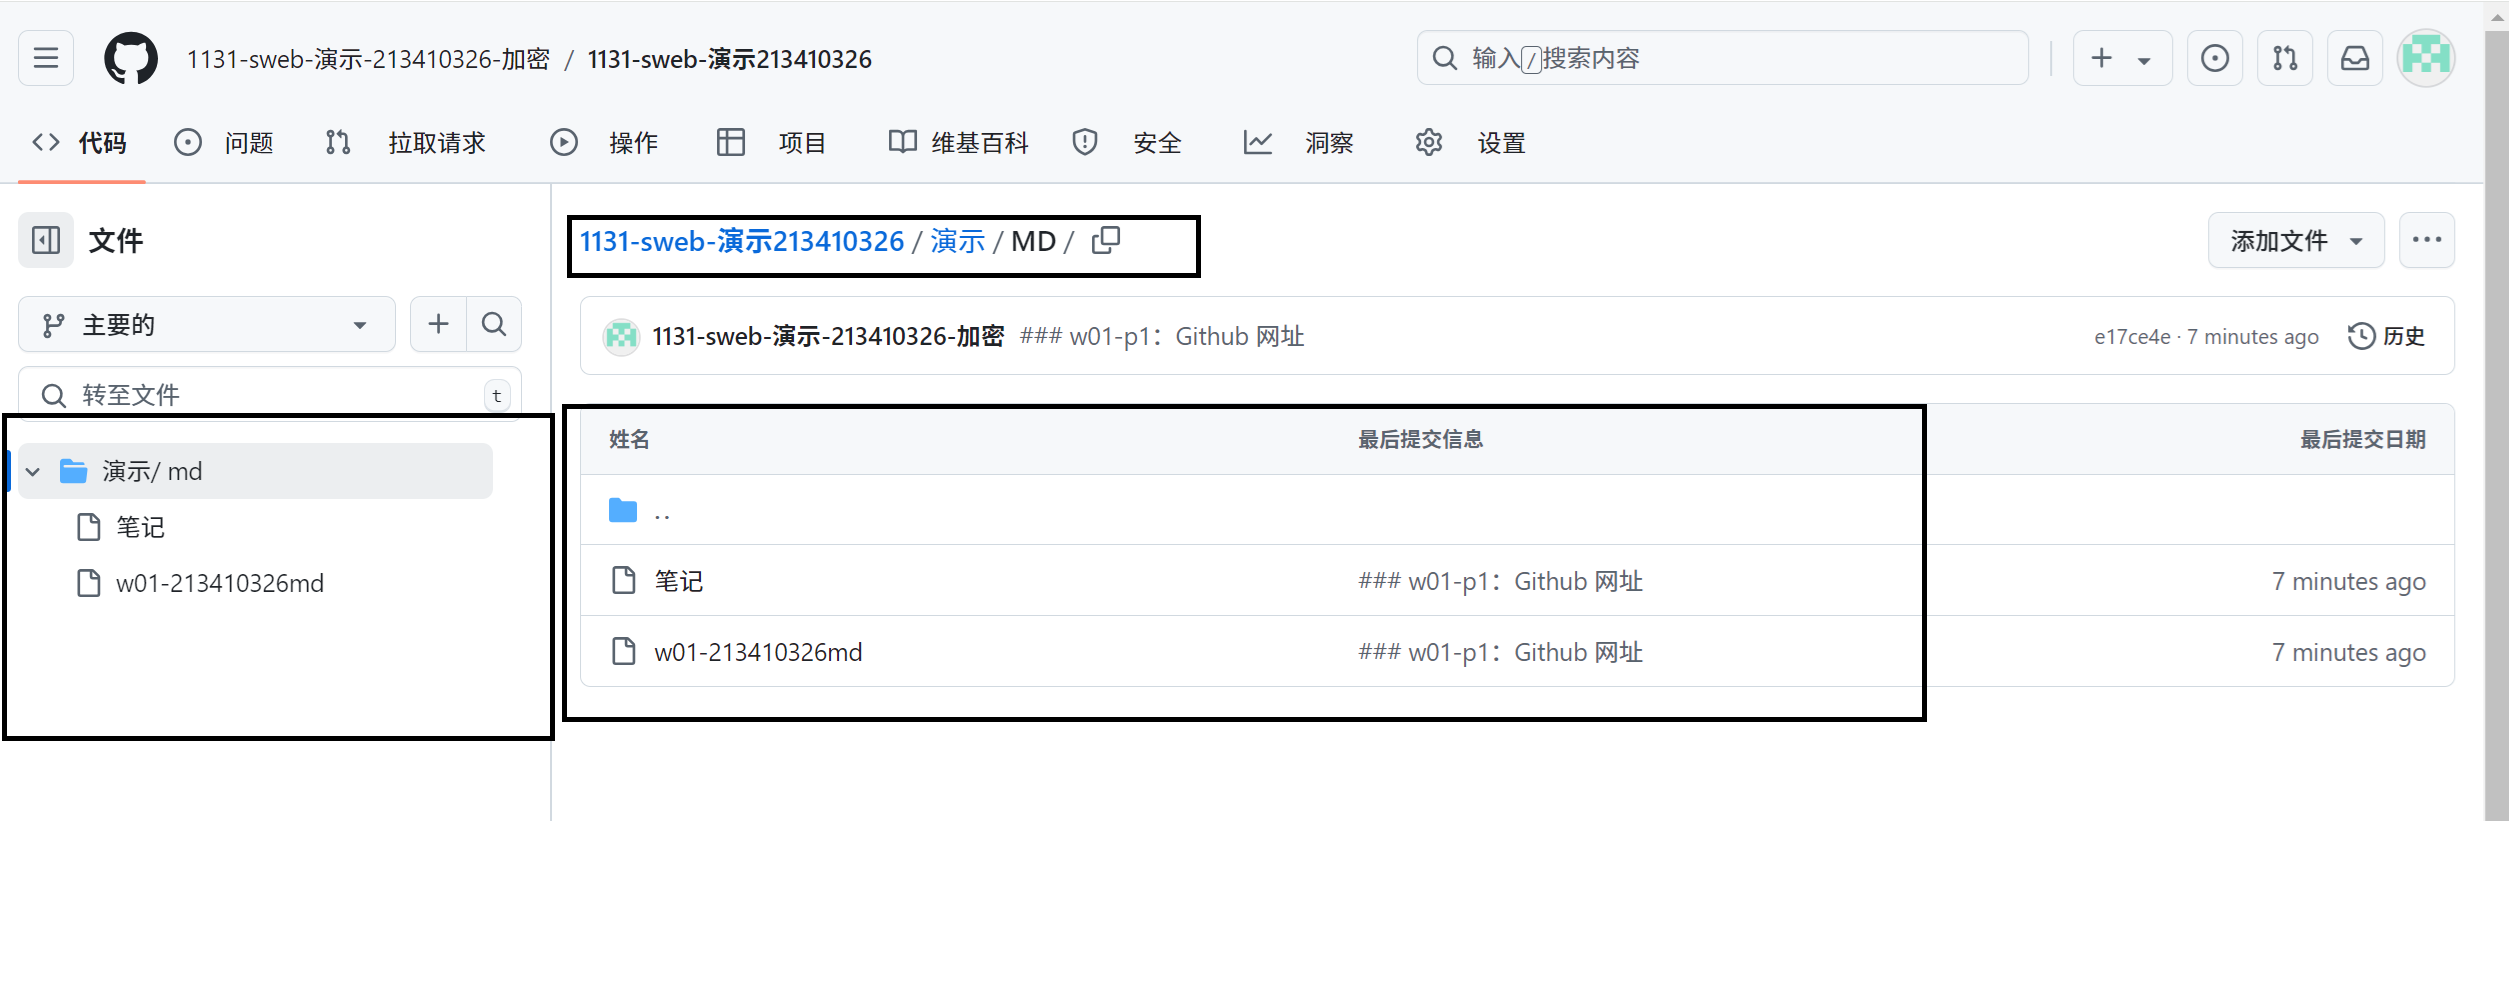 1131-sweb-演示-213410326-加密 / 1131-sweb-演示213410326
输入/搜索内容
代码 问题 拉取请求 操作 项目 维基百科 安全 洞察 设置
文件
主要的
转至文件 t
演示/ md
笔记
w01-213410326md
1131-sweb-演示213410326 / 演示 / MD /
添加文件
1131-sweb-演示-213410326-加密 ### w01-p1：Github 网址
e17ce4e · 7 minutes ago 历史
姓名 最后提交信息 最后提交日期
..
笔记 ### w01-p1：Github 网址 7 minutes ago
w01-213410326md ### w01-p1：Github 网址 7 minutes ago